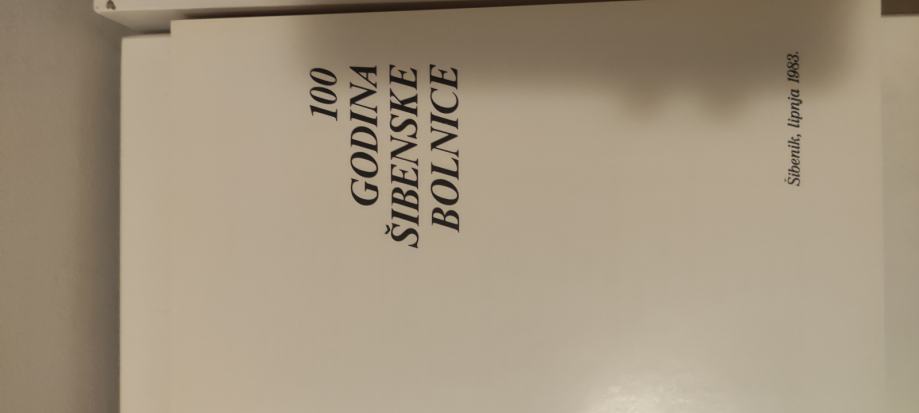 100
GODINA
ŠIBENSKE
BOLNICE
Šibenik, lipnja 1983.